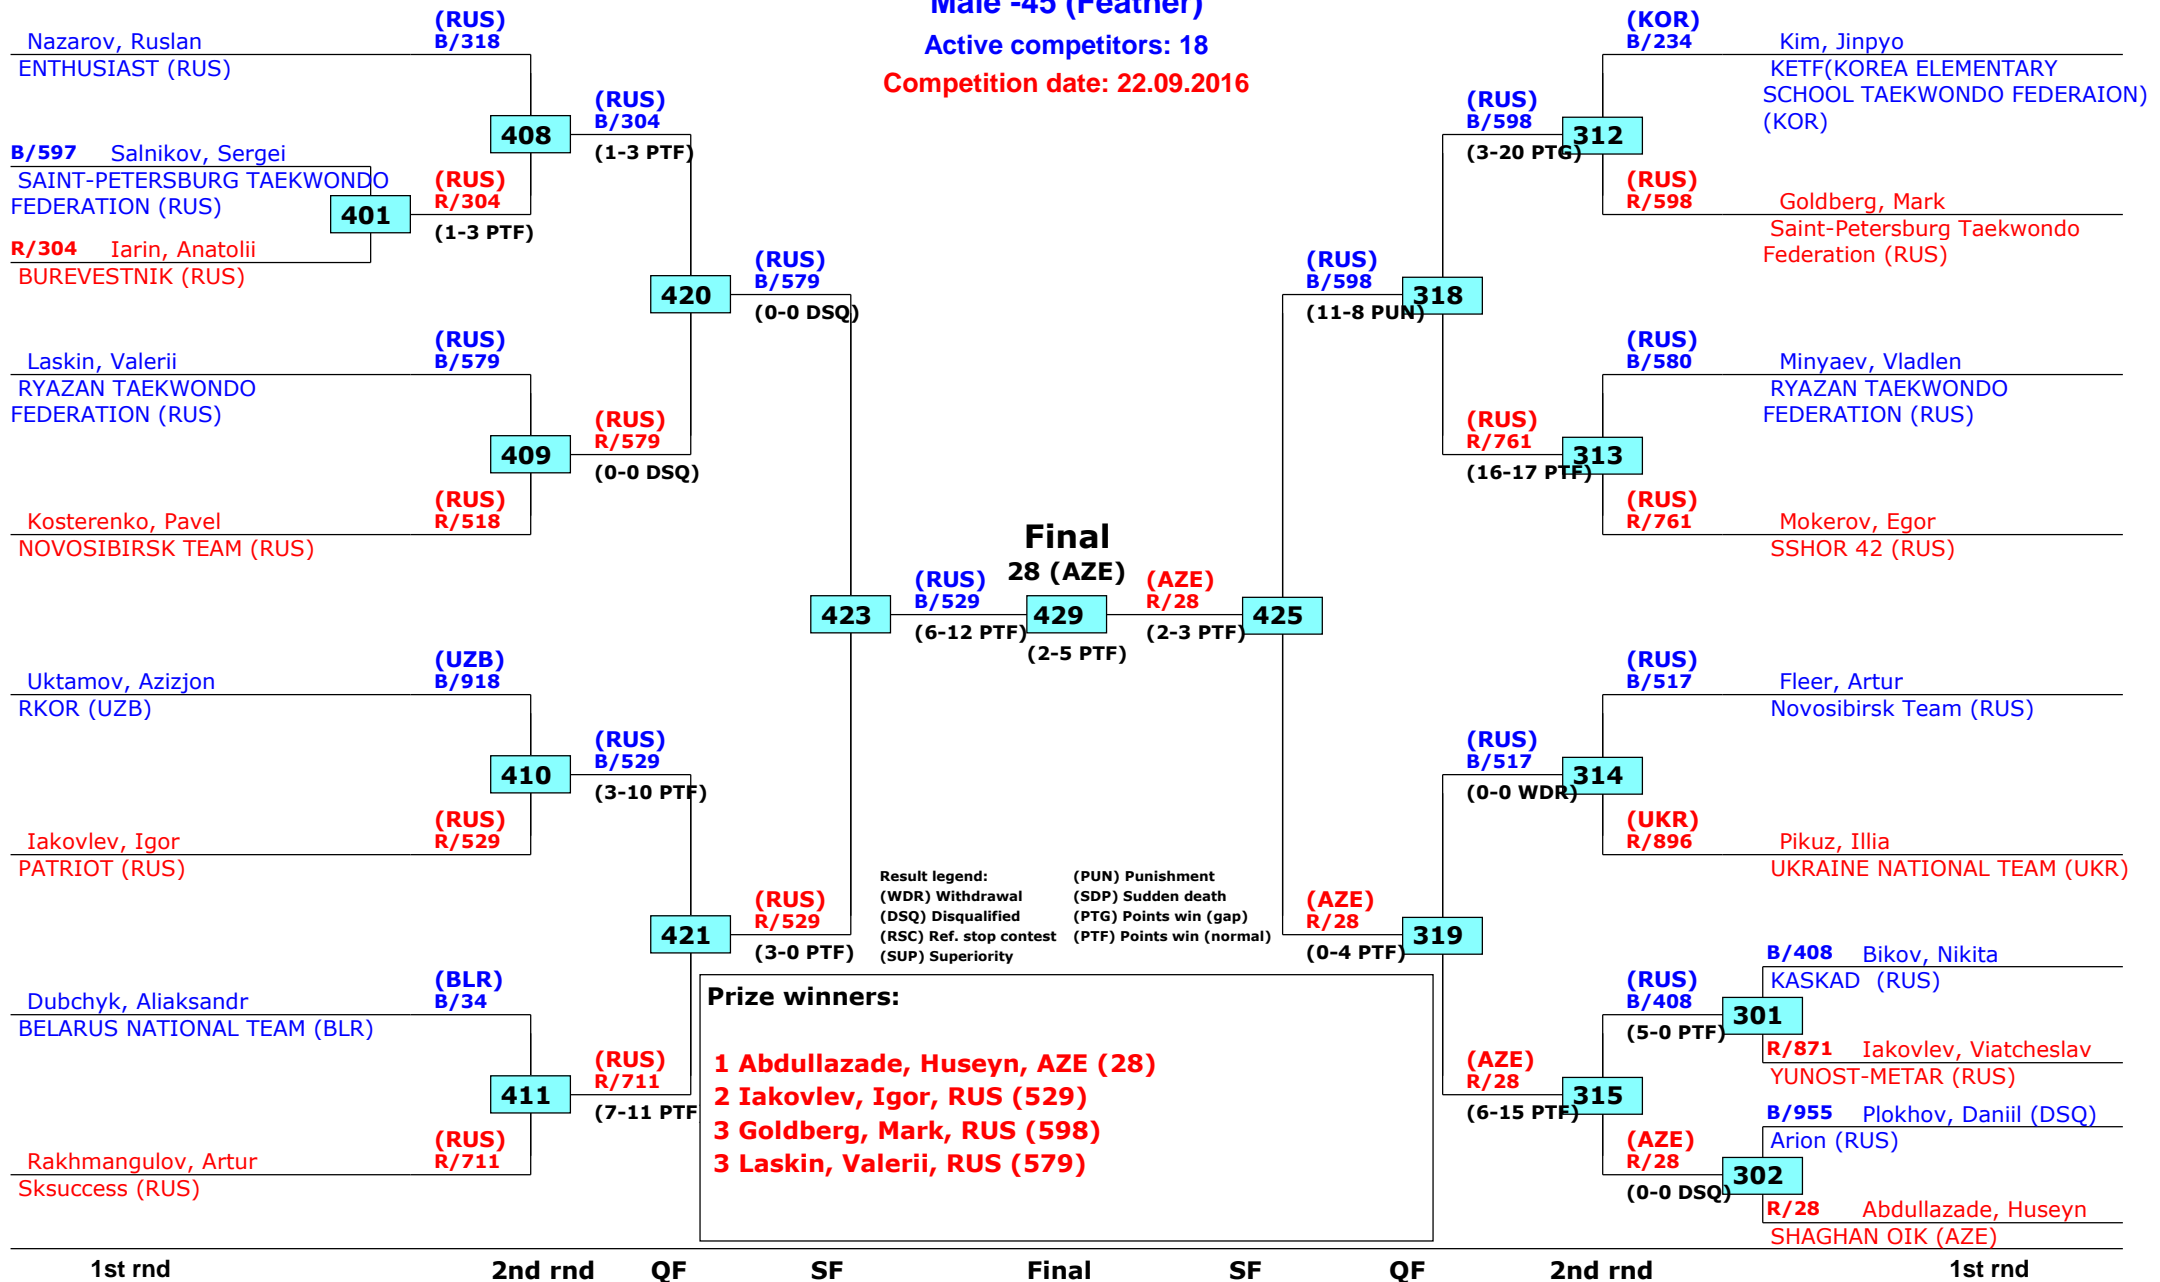 Male -45 (Feather)
Active competitors: 18
Competition date: 22.09.2016
(RUS)
B/318
Nazarov, Ruslan
ENTHUSIAST (RUS)
408
(RUS)
B/304
(1-3 PTF)
B/597 Salnikov, Sergei
SAINT-PETERSBURG TAEKWONDO
FEDERATION (RUS)
401
(RUS)
R/304
(1-3 PTF)
R/304 Iarin, Anatolii
BUREVESTNIK (RUS)
420
(RUS)
B/579
(0-0 DSQ)
(RUS)
B/579
Laskin, Valerii
RYAZAN TAEKWONDO
FEDERATION (RUS)
409
(RUS)
R/579
(0-0 DSQ)
(RUS)
R/518
Kosterenko, Pavel
NOVOSIBIRSK TEAM (RUS)
423
(RUS)
B/529
(6-12 PTF)
(UZB)
B/918
Uktamov, Azizjon
RKOR (UZB)
410
(RUS)
B/529
(3-10 PTF)
(RUS)
R/529
Iakovlev, Igor
PATRIOT (RUS)
421
(RUS)
R/529
(3-0 PTF)
(BLR)
B/34
Dubchyk, Aliaksandr
BELARUS NATIONAL TEAM (BLR)
411
(RUS)
R/711
(7-11 PTF
(RUS)
R/711
Rakhmangulov, Artur
Sksuccess (RUS)
Final
28 (AZE)
429
(2-5 PTF)
(AZE)
R/28
(2-3 PTF)
425
(KOR)
B/234
Kim, Jinpyo
KETF(KOREA ELEMENTARY
SCHOOL TAEKWONDO FEDERAION)
(KOR)
(RUS)
B/598
(3-20 PTG)
312
(RUS)
R/598
Goldberg, Mark
Saint-Petersburg Taekwondo
Federation (RUS)
(RUS)
B/598
(11-8 PUN)
318
(RUS)
B/580
Minyaev, Vladlen
RYAZAN TAEKWONDO
FEDERATION (RUS)
(RUS)
R/761
(16-17 PTF)
313
(RUS)
R/761
Mokerov, Egor
SSHOR 42 (RUS)
(RUS)
B/517
Fleer, Artur
Novosibirsk Team (RUS)
(RUS)
B/517
(0-0 WDR)
314
(UKR)
R/896
Pikuz, Illia
UKRAINE NATIONAL TEAM (UKR)
(AZE)
R/28
(0-4 PTF)
319
B/408 Bikov, Nikita
KASKAD (RUS)
(RUS)
B/408
(5-0 PTF)
301
R/871 Iakovlev, Viatcheslav
YUNOST-METAR (RUS)
(AZE)
R/28
(6-15 PTF)
315
B/955 Plokhov, Daniil (DSQ)
Arion (RUS)
(AZE)
R/28
(0-0 DSQ)
302
R/28 Abdullazade, Huseyn
SHAGHAN OIK (AZE)
Result legend: (PUN) Punishment
(WDR) Withdrawal (SDP) Sudden death
(DSQ) Disqualified (PTG) Points win (gap)
(RSC) Ref. stop contest (PTF) Points win (normal)
(SUP) Superiority
Prize winners:
1 Abdullazade, Huseyn, AZE (28)
2 Iakovlev, Igor, RUS (529)
3 Goldberg, Mark, RUS (598)
3 Laskin, Valerii, RUS (579)
1st rnd 2nd rnd QF SF Final SF QF 2nd rnd 1st rnd